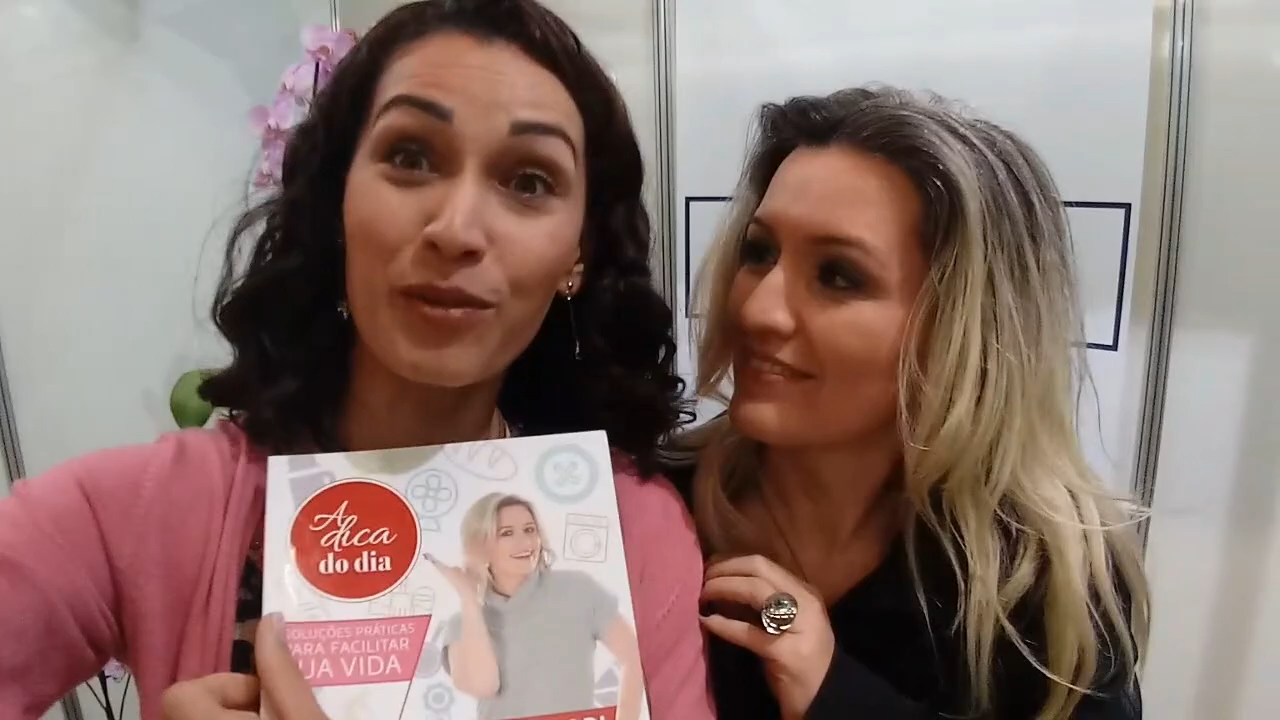 A
dica
do dia
SOLUÇÕES PRÁTICAS
PARA FACILITAR
UA VIDA